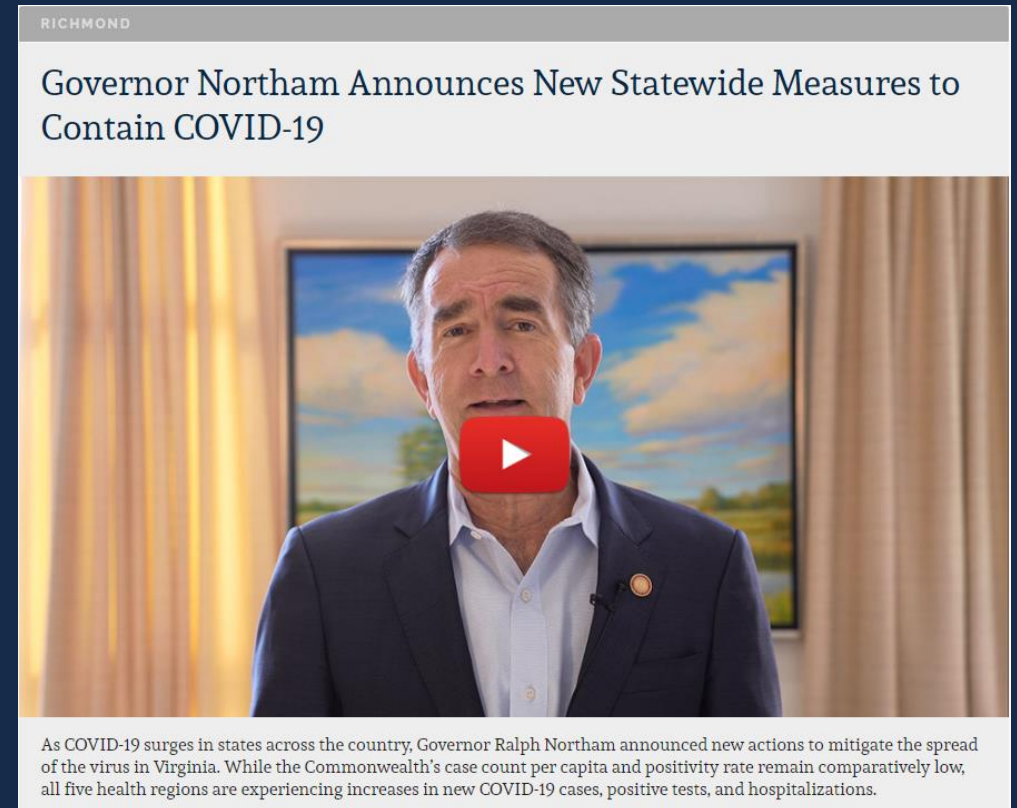 RICHMOND
Governor Northam Announces New Statewide Measures to
Contain COVID-19
As COVID-19 surges in states across the country, Governor Ralph Northam announced new actions to mitigate the spread
of the virus in Virginia. While the Commonwealth’s case count per capita and positivity rate remain comparatively low,
all five health regions are experiencing increases in new COVID-19 cases, positive tests, and hospitalizations.